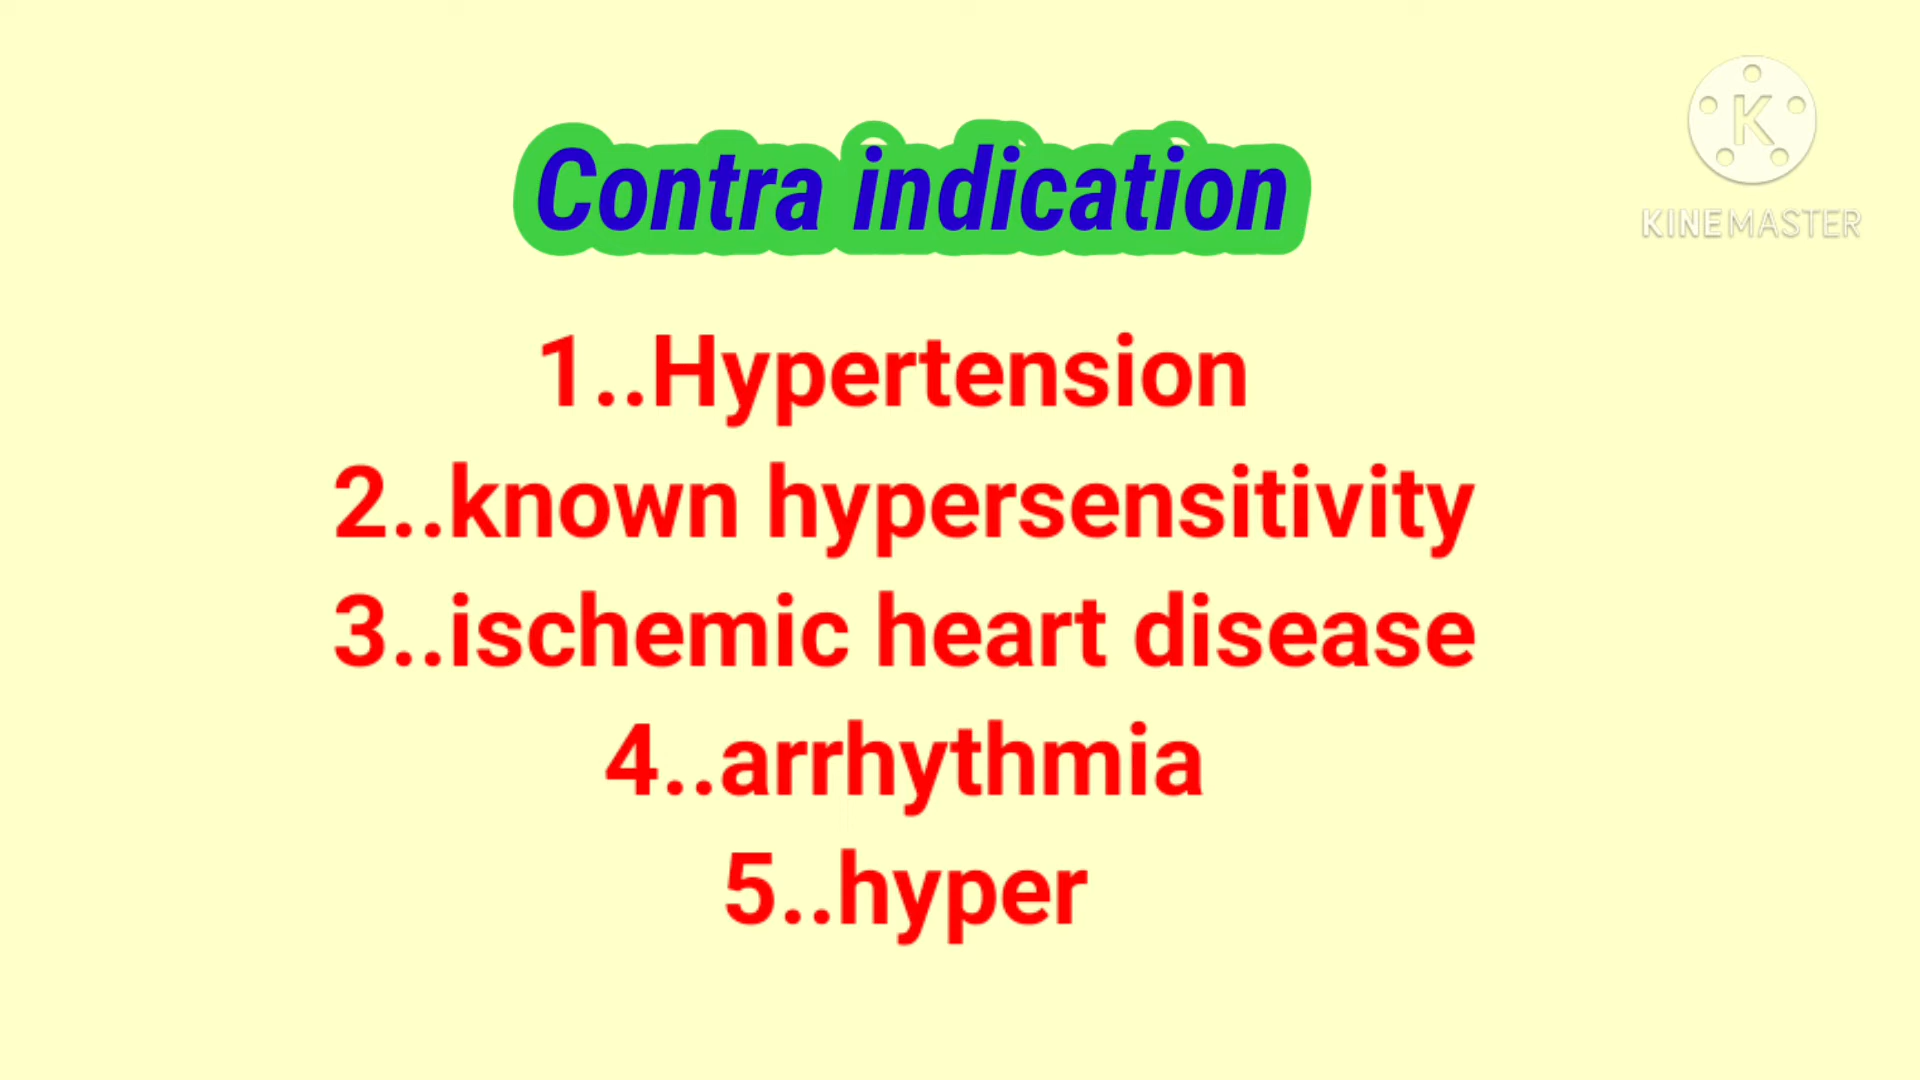 Contra indication
K
KINEMASTER
1..Hypertension
2..known hypersensitivity
3..ischemic heart disease
4..arrhythmia
5..hyper